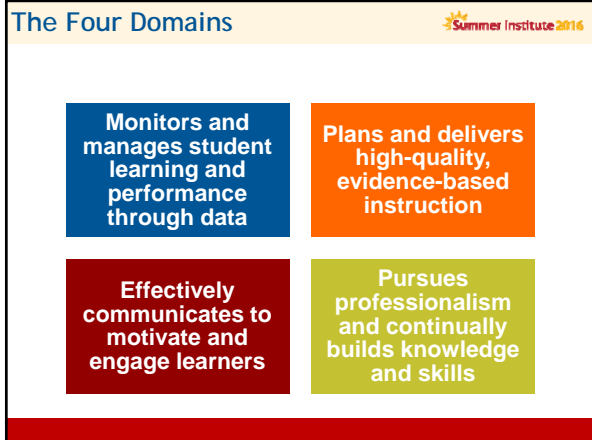 The Four Domains
Summer Institute 2016
Monitors and
manages student
learning and
performance
through data
Plans and delivers
high-quality,
evidence-based
instruction
Effectively
communicates to
motivate and
engage learners
Pursues
professionalism
and continually
builds knowledge
and skills